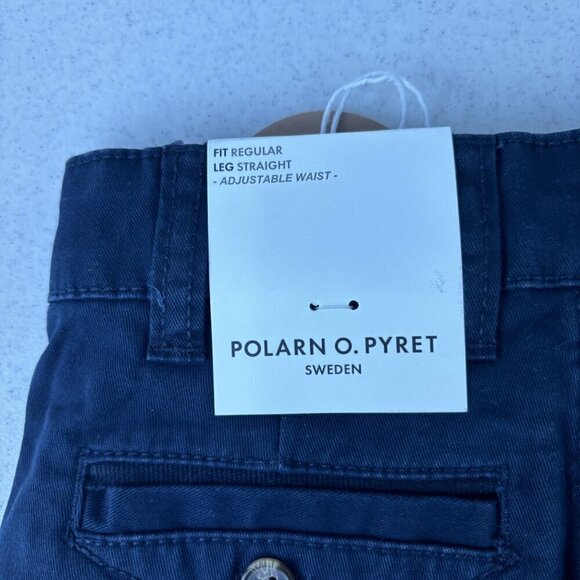 FIT REGULAR
LEG STRAIGHT
- ADJUSTABLE WAIST -
POLARN O. PYRET
SWEDEN